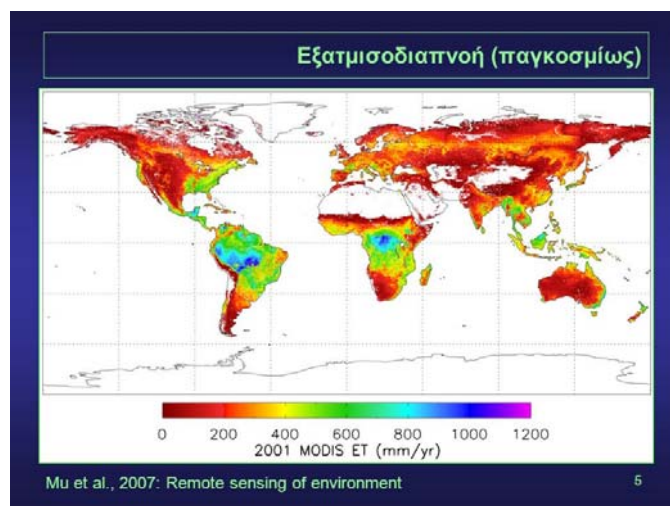 Εξατμισοδιαπνοή (παγκοσμίως)
0 200 400 600 800 1000 1200
2001 MODIS ET (mm/yr)
Mu et al., 2007: Remote sensing of environment
5